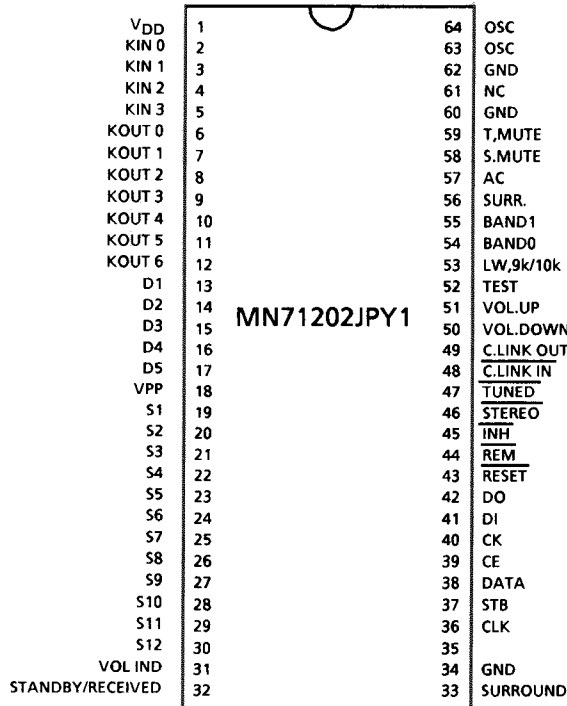 VDD 1 64 OSC
KIN 0 2 63 OSC
KIN 1 3 62 GND
KIN 2 4 61 NC
KIN 3 5 60 GND
KOUT 0 6 59 T,MUTE
KOUT 1 7 58 S.MUTE
KOUT 2 8 57 AC
KOUT 3 9 56 SURR.
KOUT 4 10 55 BAND1
KOUT 5 11 54 BAND0
KOUT 6 12 53 LW,9k/10k
D1 13 52 TEST
D2 14 51 VOL.UP
MN71202JPY1
D3 15 50 VOL.DOWN
D4 16 49 C.LINK OUT
D5 17 48 C.LINK IN
VPP 18 47 TUNED
S1 19 46 STEREO
S2 20 45 INH
S3 21 44 REM
S4 22 43 RESET
S5 23 42 DO
S6 24 41 DI
S7 25 40 CK
S8 26 39 CE
S9 27 38 DATA
S10 28 37 STB
S11 29 36 CLK
S12 30 35
VOL IND 31 34 GND
STANDBY/RECEIVED 32 33 SURROUND